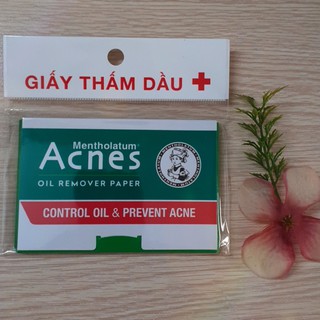 GIẤY THẤM DẦU
Mentholatum
Acnes
OIL REMOVER PAPER
CONTROL OIL & PREVENT ACNE